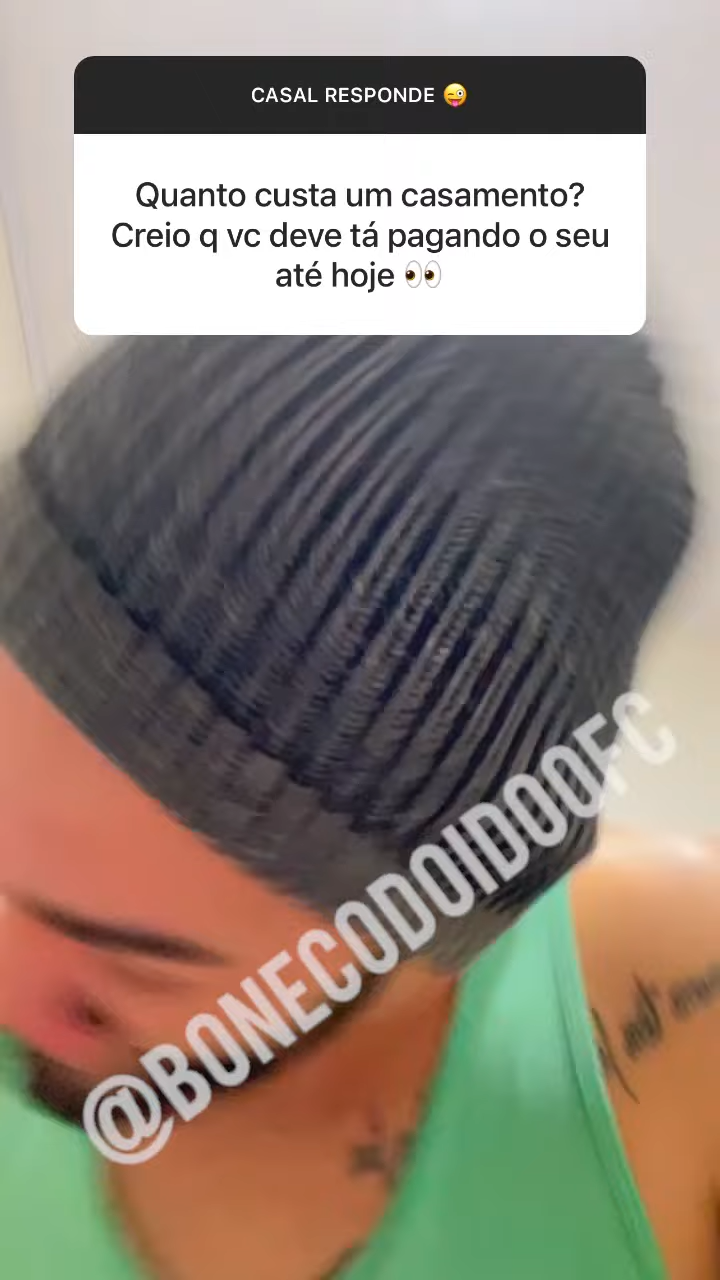 CASAL RESPONDE 😜
Quanto custa um casamento?
Creio q vc deve tá pagando o seu
até hoje 👀
@BONECODOIDOOFC